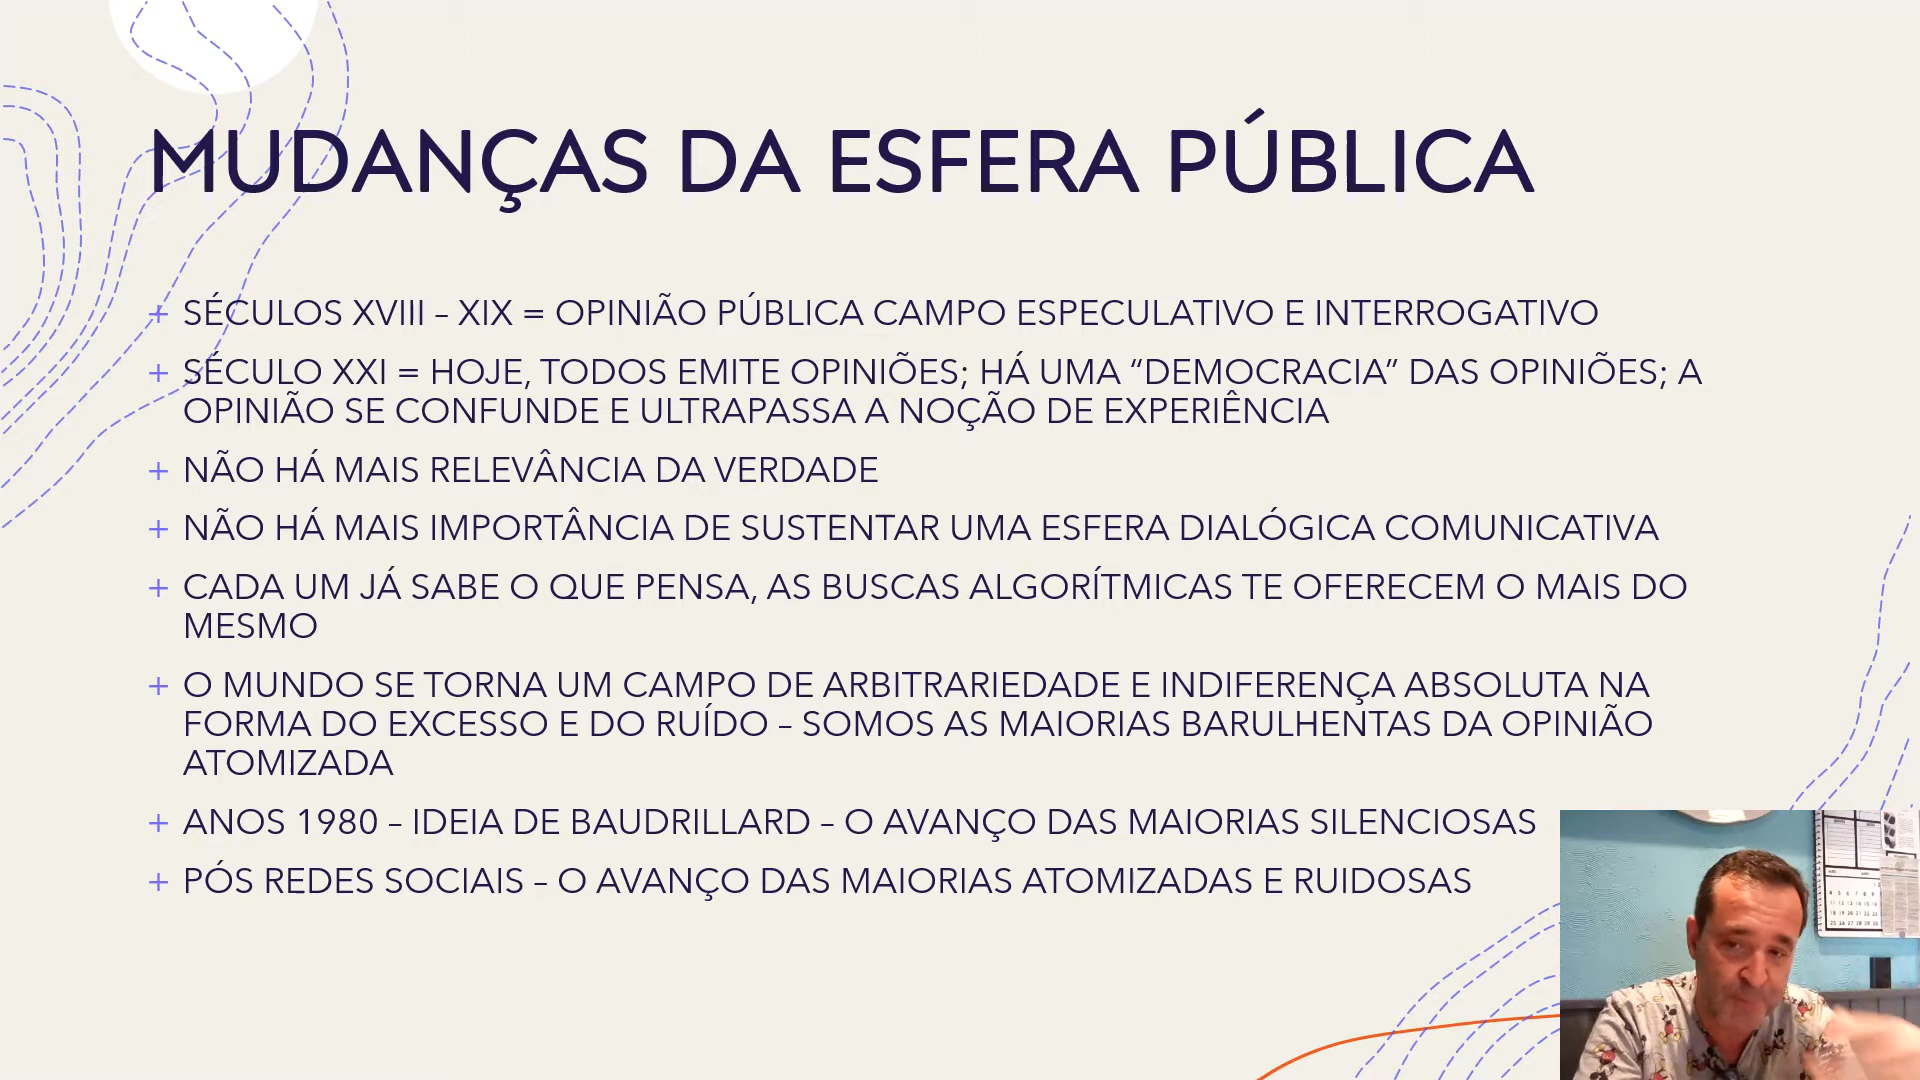 MUDANÇAS DA ESFERA PÚBLICA
+ SÉCULOS XVIII – XIX = OPINIÃO PÚBLICA CAMPO ESPECULATIVO E INTERROGATIVO
+ SÉCULO XXI = HOJE, TODOS EMITE OPINIÕES; HÁ UMA “DEMOCRACIA” DAS OPINIÕES; A
OPINIÃO SE CONFUNDE E ULTRAPASSA A NOÇÃO DE EXPERIÊNCIA
+ NÃO HÁ MAIS RELEVÂNCIA DA VERDADE
+ NÃO HÁ MAIS IMPORTÂNCIA DE SUSTENTAR UMA ESFERA DIALÓGICA COMUNICATIVA
+ CADA UM JÁ SABE O QUE PENSA, AS BUSCAS ALGORÍTMICAS TE OFERECEM O MAIS DO
MESMO
+ O MUNDO SE TORNA UM CAMPO DE ARBITRARIEDADE E INDIFERENÇA ABSOLUTA NA
FORMA DO EXCESSO E DO RUÍDO – SOMOS AS MAIORIAS BARULHENTAS DA OPINIÃO
ATOMIZADA
+ ANOS 1980 – IDEIA DE BAUDRILLARD – O AVANÇO DAS MAIORIAS SILENCIOSAS
+ PÓS REDES SOCIAIS – O AVANÇO DAS MAIORIAS ATOMIZADAS E RUIDOSAS